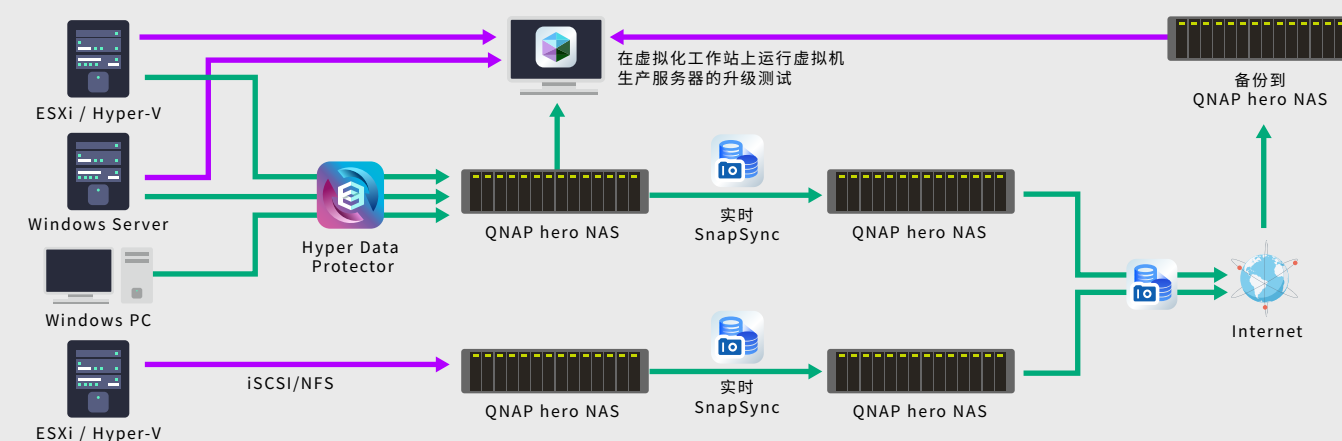 在虚拟化工作站上运行虚拟机
生产服务器的升级测试
备份到
QNAP hero NAS
ESXi / Hyper-V
Windows Server
Hyper Data
Protector
QNAP hero NAS
实时
SnapSync
QNAP hero NAS
Windows PC
Internet
iSCSI/NFS
QNAP hero NAS
实时
SnapSync
QNAP hero NAS
ESXi / Hyper-V